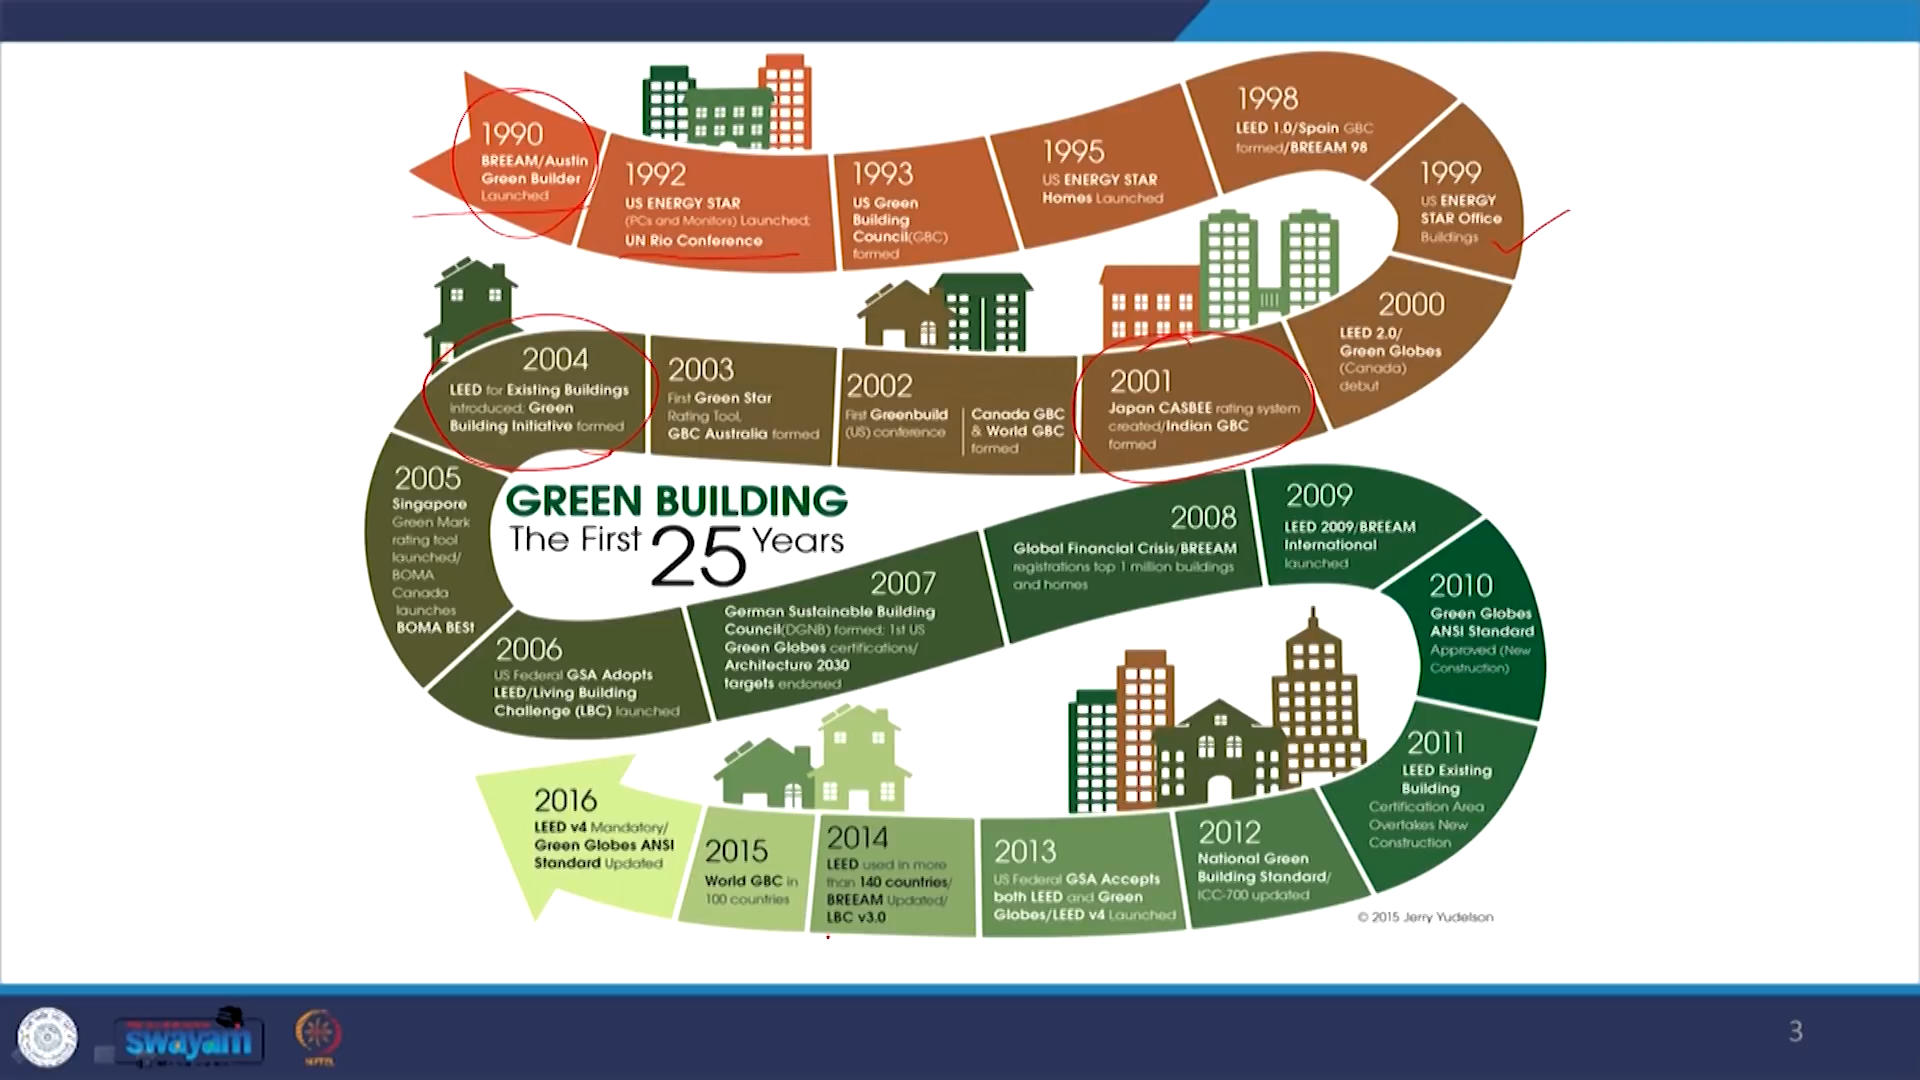 1990
BREEAM/Austin
Green Builder
Launched
1992
US ENERGY STAR
(PCs and Monitors) Launched;
UN Rio Conference
1993
US Green
Building
Council(GBC)
formed
1995
US ENERGY STAR
Homes Launched
1998
LEED 1.0/Spain GBC
formed/BREEAM 98
1999
US ENERGY
STAR Office
Buildings
2000
LEED 2.0/
Green Globes
(Canada)
debut
2001
Japan CASBEE rating system
created/Indian GBC
formed
2002
First Greenbuild
(US) conference
Canada GBC
& World GBC
formed
2003
First Green Star
Rating Tool,
GBC Australia formed
2004
LEED for Existing Buildings
introduced; Green
Building Initiative formed
2005
Singapore
Green Mark
rating tool
launched/
BOMA
Canada
launches
BOMA BESt
GREEN BUILDING
The First 25 Years
2006
US Federal GSA Adopts
LEED/Living Building
Challenge (LBC) launched
2007
German Sustainable Building
Council(DGNB) formed; 1st US
Green Globes certifications/
Architecture 2030
targets endorsed
2008
Global Financial Crisis/BREEAM
registrations top 1 million buildings
and homes
2009
LEED 2009/BREEAM
International
launched
2010
Green Globes
ANSI Standard
Approved (New
Construction)
2011
LEED Existing
Building
Certification Area
Overtakes New
Construction
2012
National Green
Building Standard/
ICC-700 updated
2013
US Federal GSA Accepts
both LEED and Green
Globes/LEED v4 Launched
2014
LEED used in more
than 140 countries/
BREEAM Updated/
LBC v3.0
2015
World GBC in
100 countries
2016
LEED v4 Mandatory/
Green Globes ANSI
Standard Updated
© 2015 Jerry Yudelson
swayam
NPTEL
3